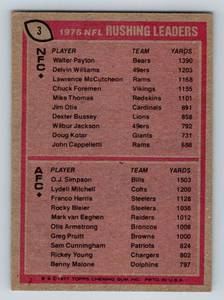 3
1976 NFL RUSHING LEADERS
NFC
PLAYER TEAM YARDS
Walter Payton Bears 1390
Delvin Williams 49ers 1203
Lawrence McCutcheon Rams 1168
Chuck Foreman Vikings 1155
Mike Thomas Redskins 1101
Jim Otis Cardinals 891
Dexter Bussey Lions 858
Wilbur Jackson 49ers 792
Doug Kotar Giants 731
John Cappelletti Rams 688
AFC
PLAYER TEAM YARDS
O.J. Simpson Bills 1503
Lydell Mitchell Colts 1200
Franco Harris Steelers 1128
Rocky Bleier Steelers 1036
Mark van Eeghen Raiders 1012
Otis Armstrong Broncos 1008
Greg Pruitt Browns 1000
Sam Cunningham Patriots 824
Rickey Young Chargers 802
Benny Malone Dolphins 797
© 1977 TOPPS CHEWING GUM, INC. PRTD. IN U.S.A.